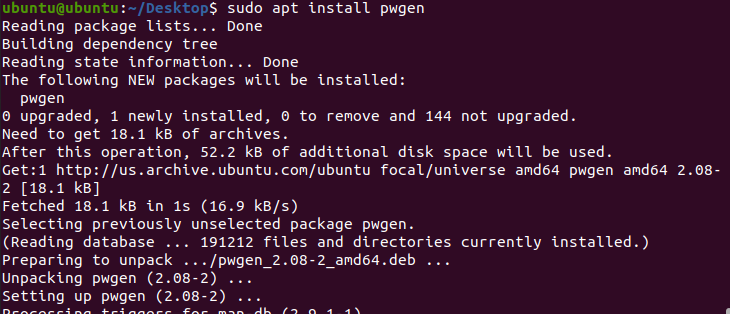 ubuntu@ubuntu:~/Desktop$ sudo apt install pwgen
Reading package lists... Done
Building dependency tree
Reading state information... Done
The following NEW packages will be installed:
  pwgen
0 upgraded, 1 newly installed, 0 to remove and 144 not upgraded.
Need to get 18.1 kB of archives.
After this operation, 52.2 kB of additional disk space will be used.
Get:1 http://us.archive.ubuntu.com/ubuntu focal/universe amd64 pwgen amd64 2.08-
2 [18.1 kB]
Fetched 18.1 kB in 1s (16.9 kB/s)
Selecting previously unselected package pwgen.
(Reading database ... 191212 files and directories currently installed.)
Preparing to unpack .../pwgen_2.08-2_amd64.deb ...
Unpacking pwgen (2.08-2) ...
Setting up pwgen (2.08-2) ...
Processing triggers for man-db (2.9.1-1)